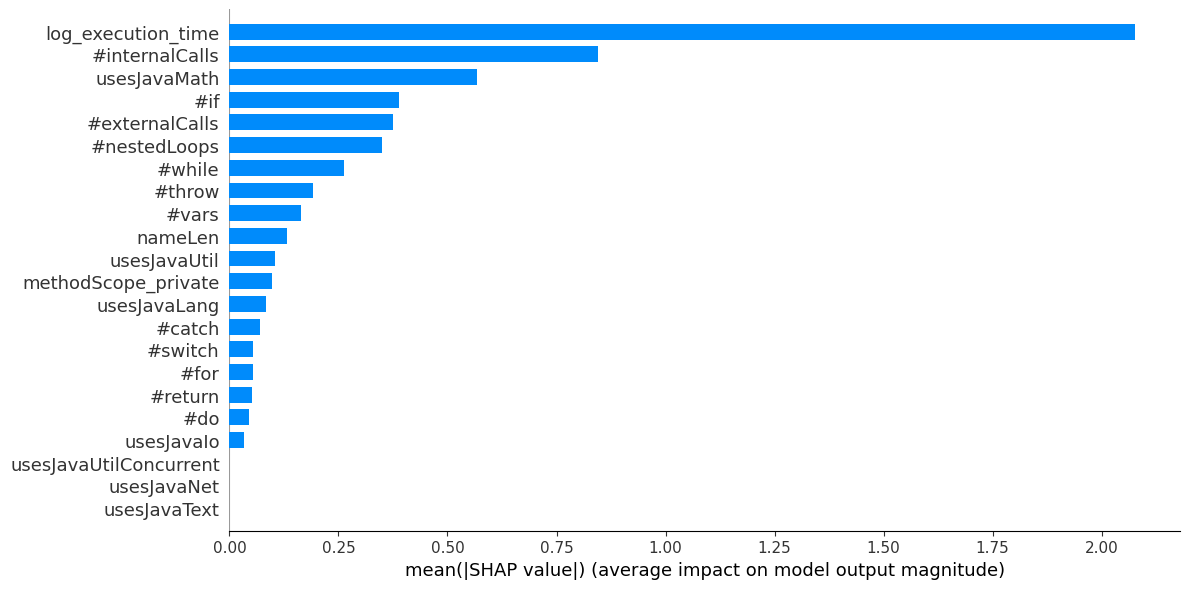 log_execution_time
#internalCalls
usesJavaMath
#if
#externalCalls
#nestedLoops
#while
#throw
#vars
nameLen
usesJavaUtil
methodScope_private
usesJavaLang
#catch
#switch
#for
#return
#do
usesJavaIo
usesJavaUtilConcurrent
usesJavaNet
usesJavaText
0.00 0.25 0.50 0.75 1.00 1.25 1.50 1.75 2.00
mean(|SHAP value|) (average impact on model output magnitude)